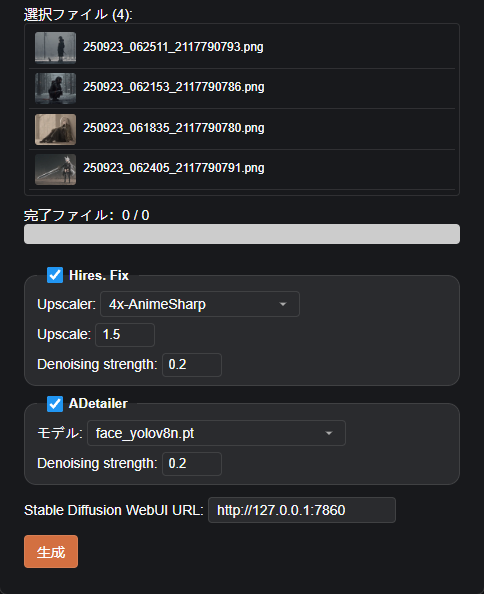 選択ファイル (4):
250923_062511_2117790793.png
250923_062153_2117790786.png
250923_061835_2117790780.png
250923_062405_2117790791.png
完了ファイル: 0 / 0
Hires. Fix
Upscaler: 4x-AnimeSharp
Upscale: 1.5
Denoising strength: 0.2
ADetailer
モデル: face_yolov8n.pt
Denoising strength: 0.2
Stable Diffusion WebUI URL: http://127.0.0.1:7860
生成